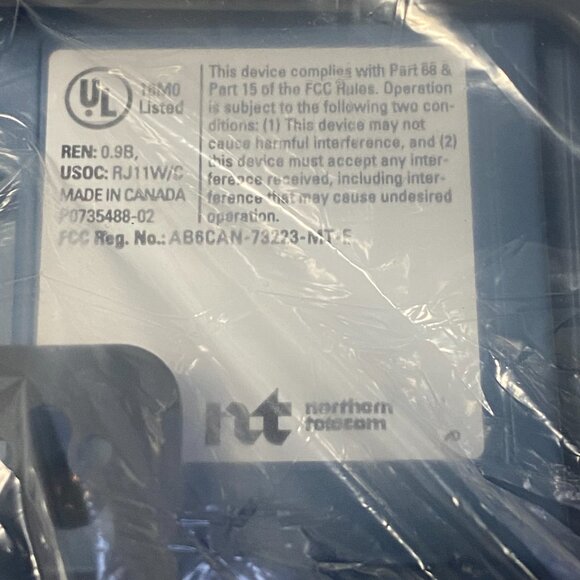 UL
16M0
Listed
REN: 0.9B,
USOC: RJ11W/C
MADE IN CANADA
P0735488-02
FCC Reg. No.: AB6CAN-73223-MT-E
This device complies with Part 68 &
Part 15 of the FCC Rules. Operation
is subject to the following two con-
ditions: (1) This device may not
cause harmful interference, and (2)
this device must accept any inter-
ference received, including inter-
ference that may cause undesired
operation.
nt northern
telecom